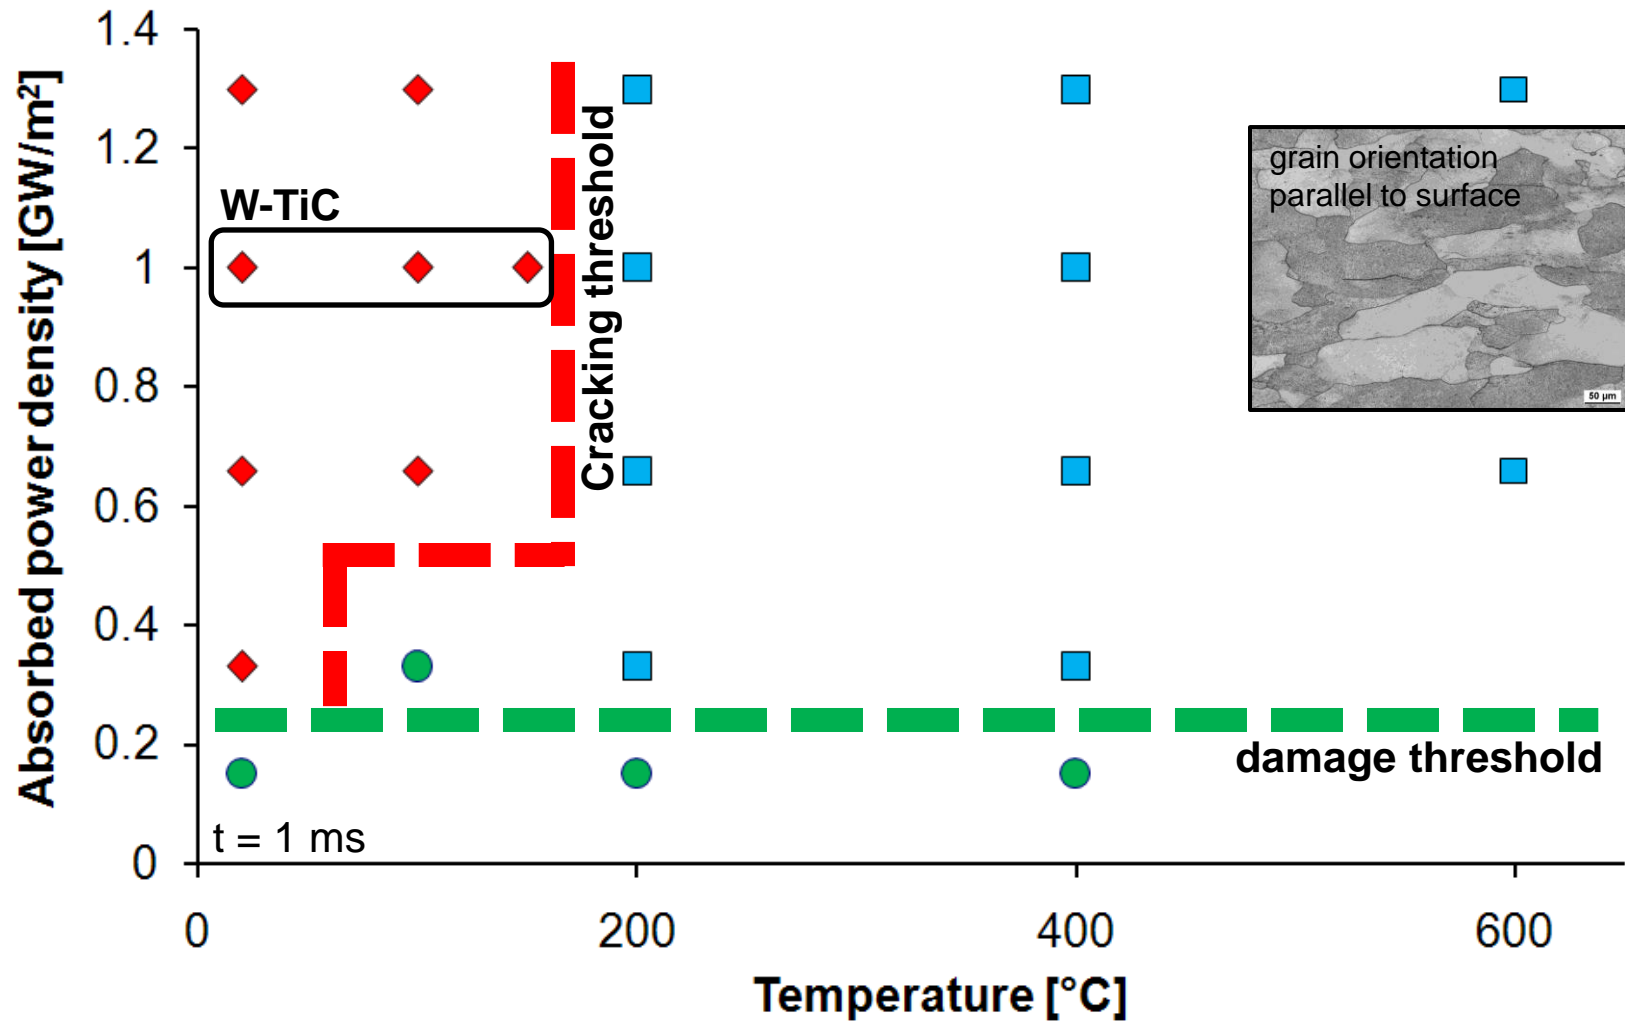 1.4
1.2
1
0.8
0.6
0.4
0.2
0
Absorbed power density [GW/m²]
W-TiC
Cracking threshold
grain orientation
parallel to surface
50 µm
damage threshold
t = 1 ms
0
200
400
600
Temperature [°C]